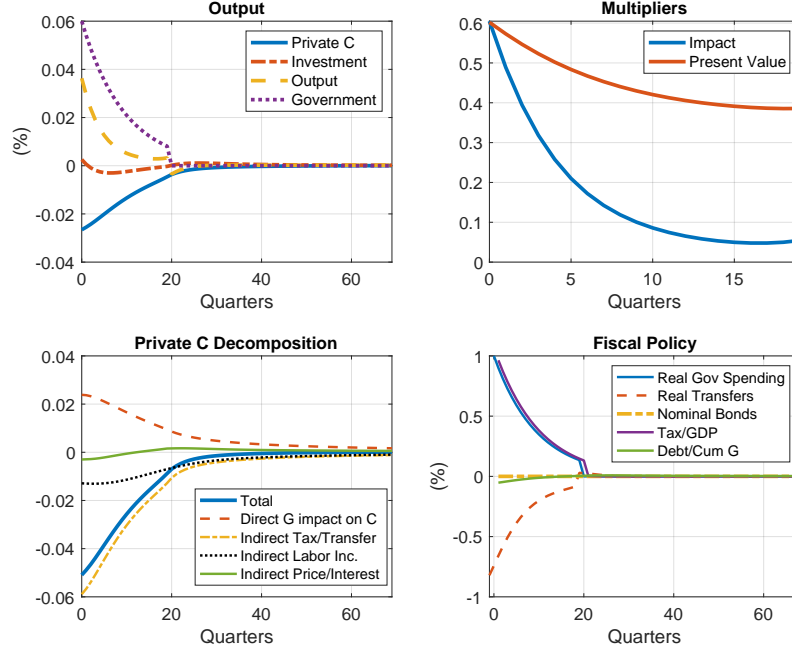 Output
0.06
0.04
0.02
0
-0.02
-0.04
(%)
Private C
Investment
Output
Government
0
20
40
60
Quarters
Multipliers
0.6
0.5
0.4
0.3
0.2
0.1
0
Impact
Present Value
0
5
10
15
Quarters
Private C Decomposition
0.04
0.02
0
-0.02
-0.04
-0.06
Total
Direct G impact on C
Indirect Tax/Transfer
Indirect Labor Inc.
Indirect Price/Interest
0
20
40
60
Quarters
Fiscal Policy
1
0.5
0
-0.5
-1
(%)
Real Gov Spending
Real Transfers
Nominal Bonds
Tax/GDP
Debt/Cum G
0
20
40
60
Quarters